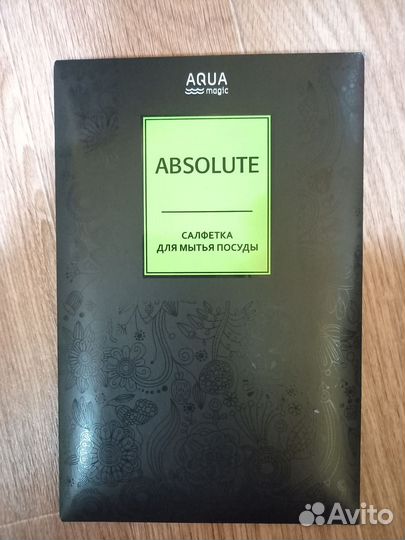 AQUA
magic
ABSOLUTE
САЛФЕТКА
ДЛЯ МЫТЬЯ ПОСУДЫ
Avito